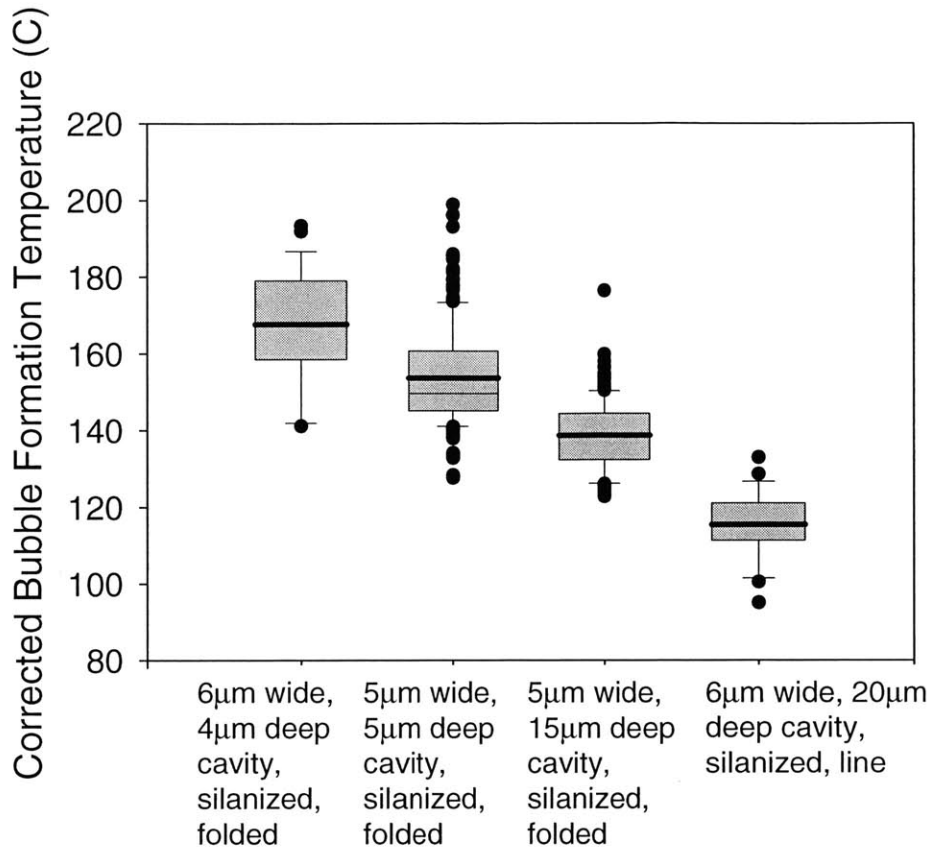 Corrected Bubble Formation Temperature (C)
220
200
180
160
140
120
100
80
6μm wide,
4μm deep
cavity,
silanized,
folded
5μm wide,
5μm deep
cavity,
silanized,
folded
5μm wide,
15μm deep
cavity,
silanized,
folded
6μm wide, 20μm
deep cavity,
silanized, line